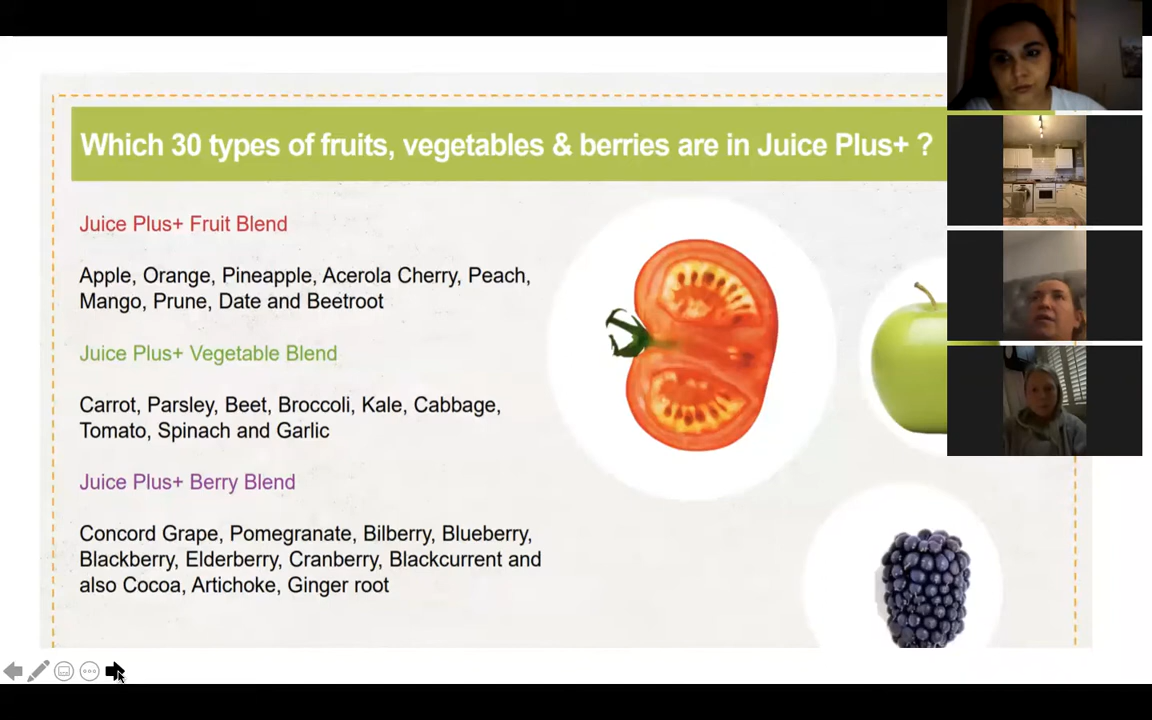 Which 30 types of fruits, vegetables & berries are in Juice Plus+ ?
Juice Plus+ Fruit Blend
Apple, Orange, Pineapple, Acerola Cherry, Peach,
Mango, Prune, Date and Beetroot
Juice Plus+ Vegetable Blend
Carrot, Parsley, Beet, Broccoli, Kale, Cabbage,
Tomato, Spinach and Garlic
Juice Plus+ Berry Blend
Concord Grape, Pomegranate, Bilberry, Blueberry,
Blackberry, Elderberry, Cranberry, Blackcurrent and
also Cocoa, Artichoke, Ginger root